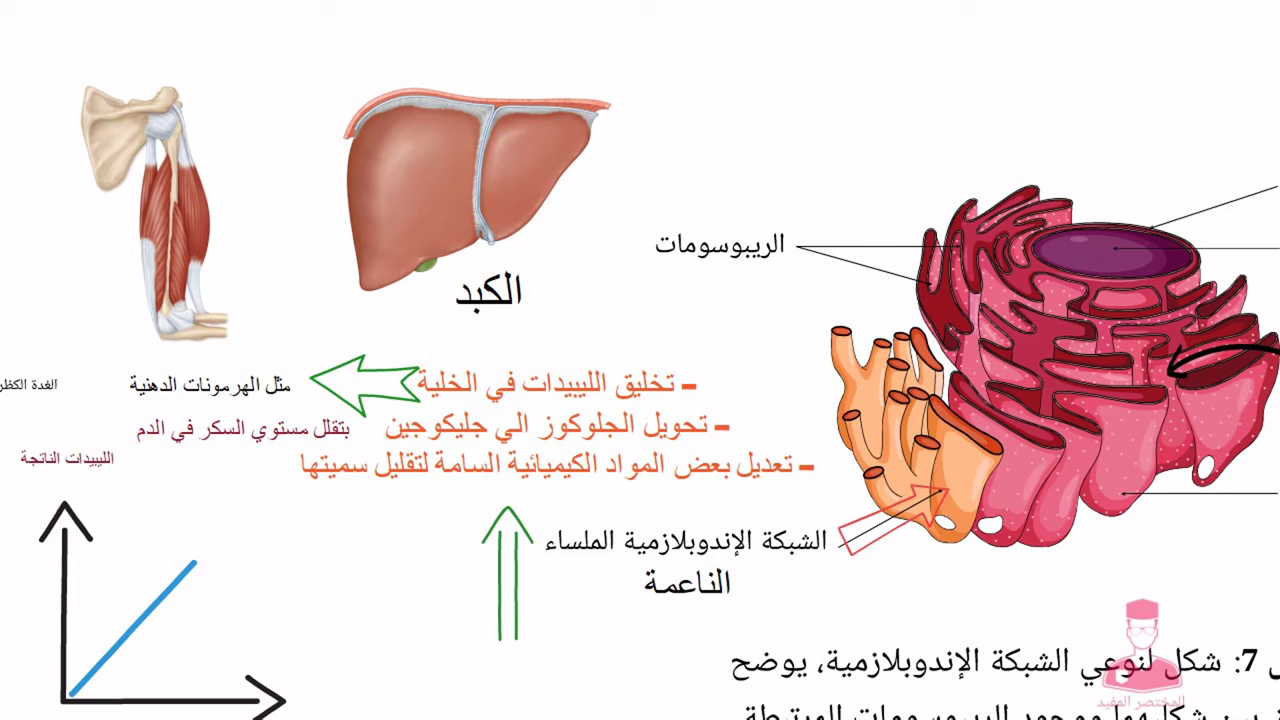 الكبد
الريبوسومات
- تخليق الليبيدات في الخلية
مثل الهرمونات الدهنية
الغدة
- تحويل الجلوكوز الي جليكوجين
بتقلل مستوي السكر في الدم
- تعديل بعض المواد الكيميائية السامة لتقليل سميتها
الليبيدات الناتجة
الشبكة الإندوبلازمية الملساء
الناعمة
7: شكل لنوعي الشبكة الإندوبلازمية، يوضح
المختصر المفيد